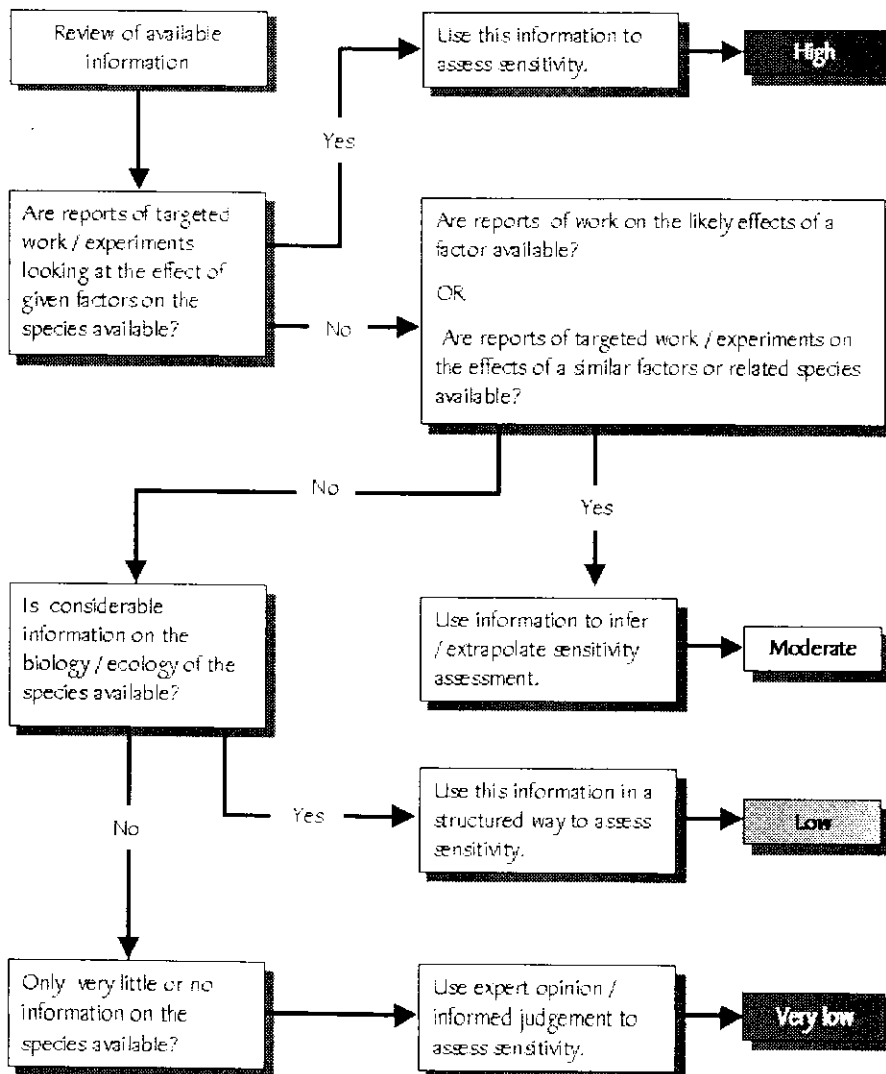 Review of available
information
Use this information to
assess sensitivity.
High
Yes
Are reports of targeted
work / experiments
looking at the effect of
given factors on the
species available?
No
Are reports of work on the likely effects of a
factor available?
OR
Are reports of targeted work / experiments on
the effects of a similar factors or related species
available?
No
Yes
Is considerable
information on the
biology / ecology of the
species available?
Use information to infer
/ extrapolate sensitivity
assessment.
Moderate
No
Yes
Use this information in a
structured way to assess
sensitivity.
Low
Only very little or no
information on the
species available?
Use expert opinion /
informed judgement to
assess sensitivity.
Very low